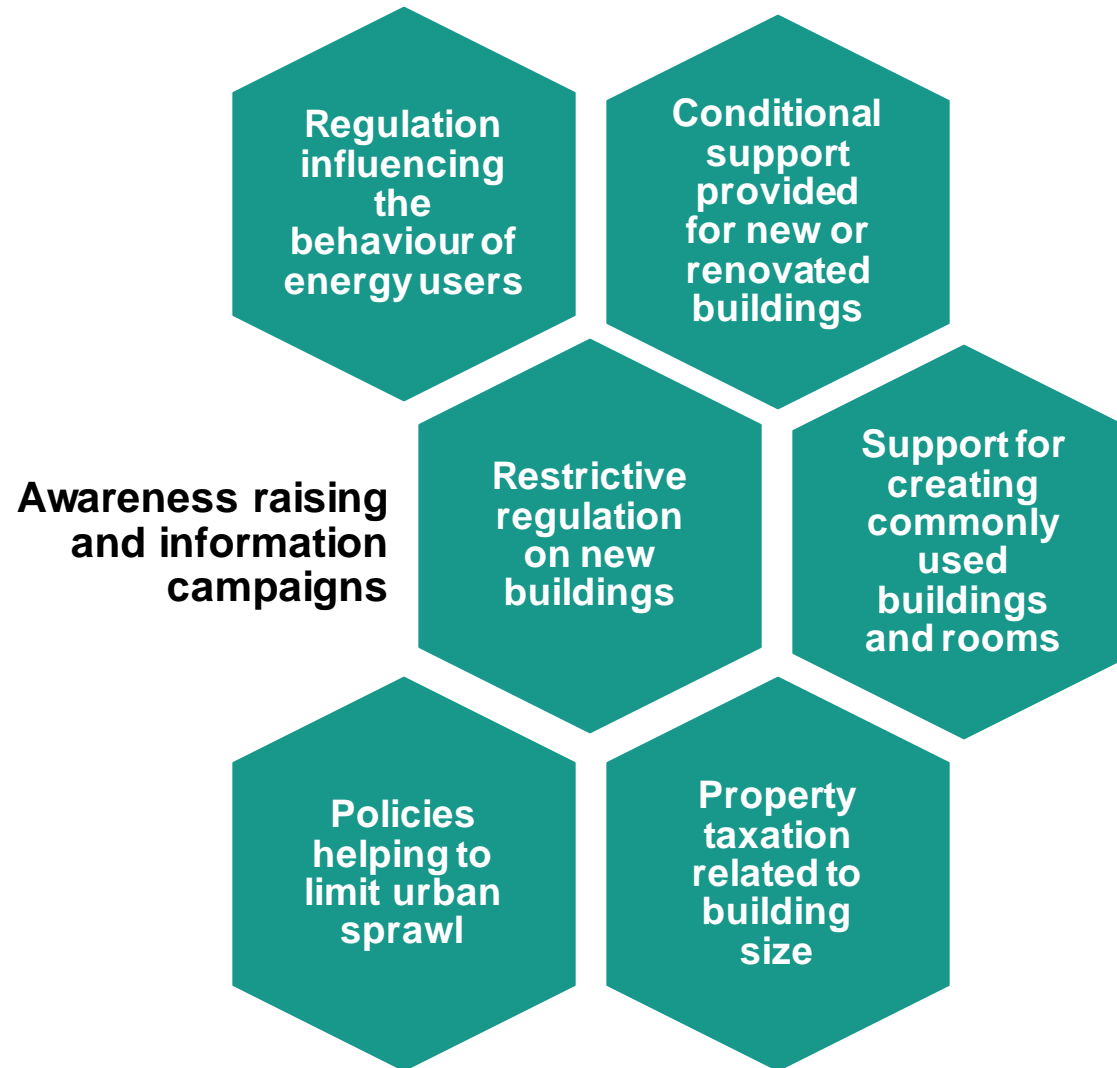 Regulation
influencing
the
behaviour of
energy users
Conditional
support
provided
for new or
renovated
buildings
Awareness raising
and information
campaigns
Restrictive
regulation
on new
buildings
Support for
creating
commonly
used
buildings
and rooms
Policies
helping to
limit urban
sprawl
Property
taxation
related to
building
size